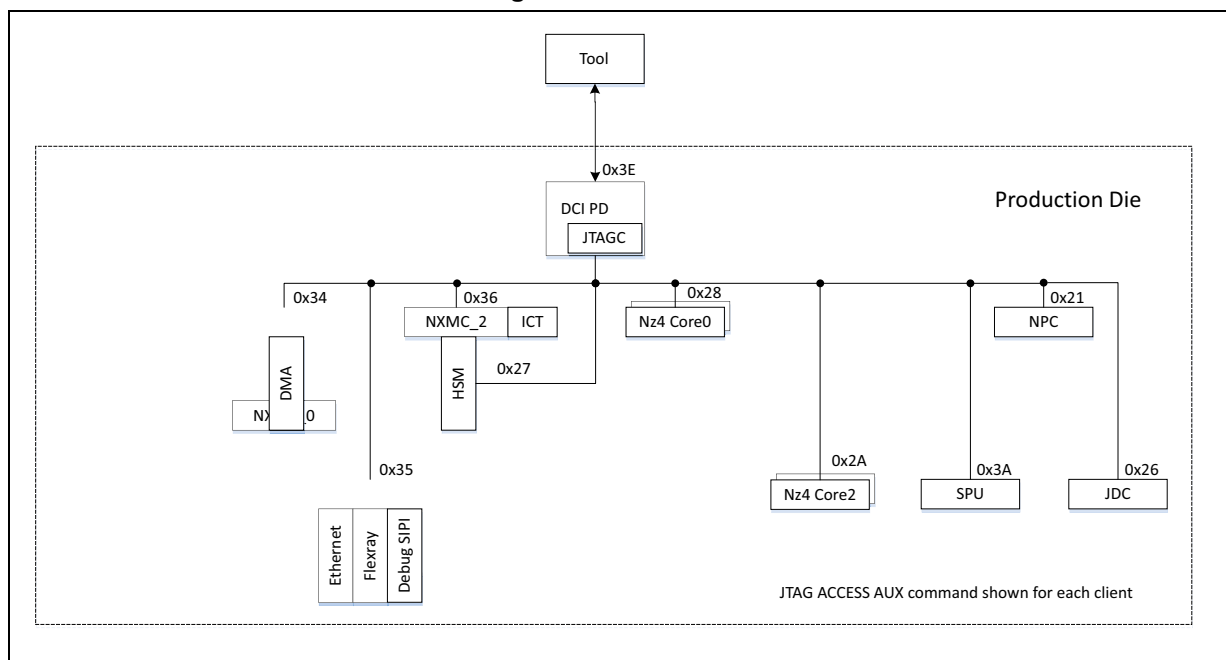 Tool
0x3E
DCI PD
JTAGC
Production Die
0x34
0x36
0x28
0x21
NXMC_2
ICT
Nz4 Core0
NPC
DMA
HSM
0x27
0x35
0x2A
0x3A
0x26
Nz4 Core2
SPU
JDC
Ethernet
Flexray
Debug SIPI
JTAG ACCESS AUX command shown for each client